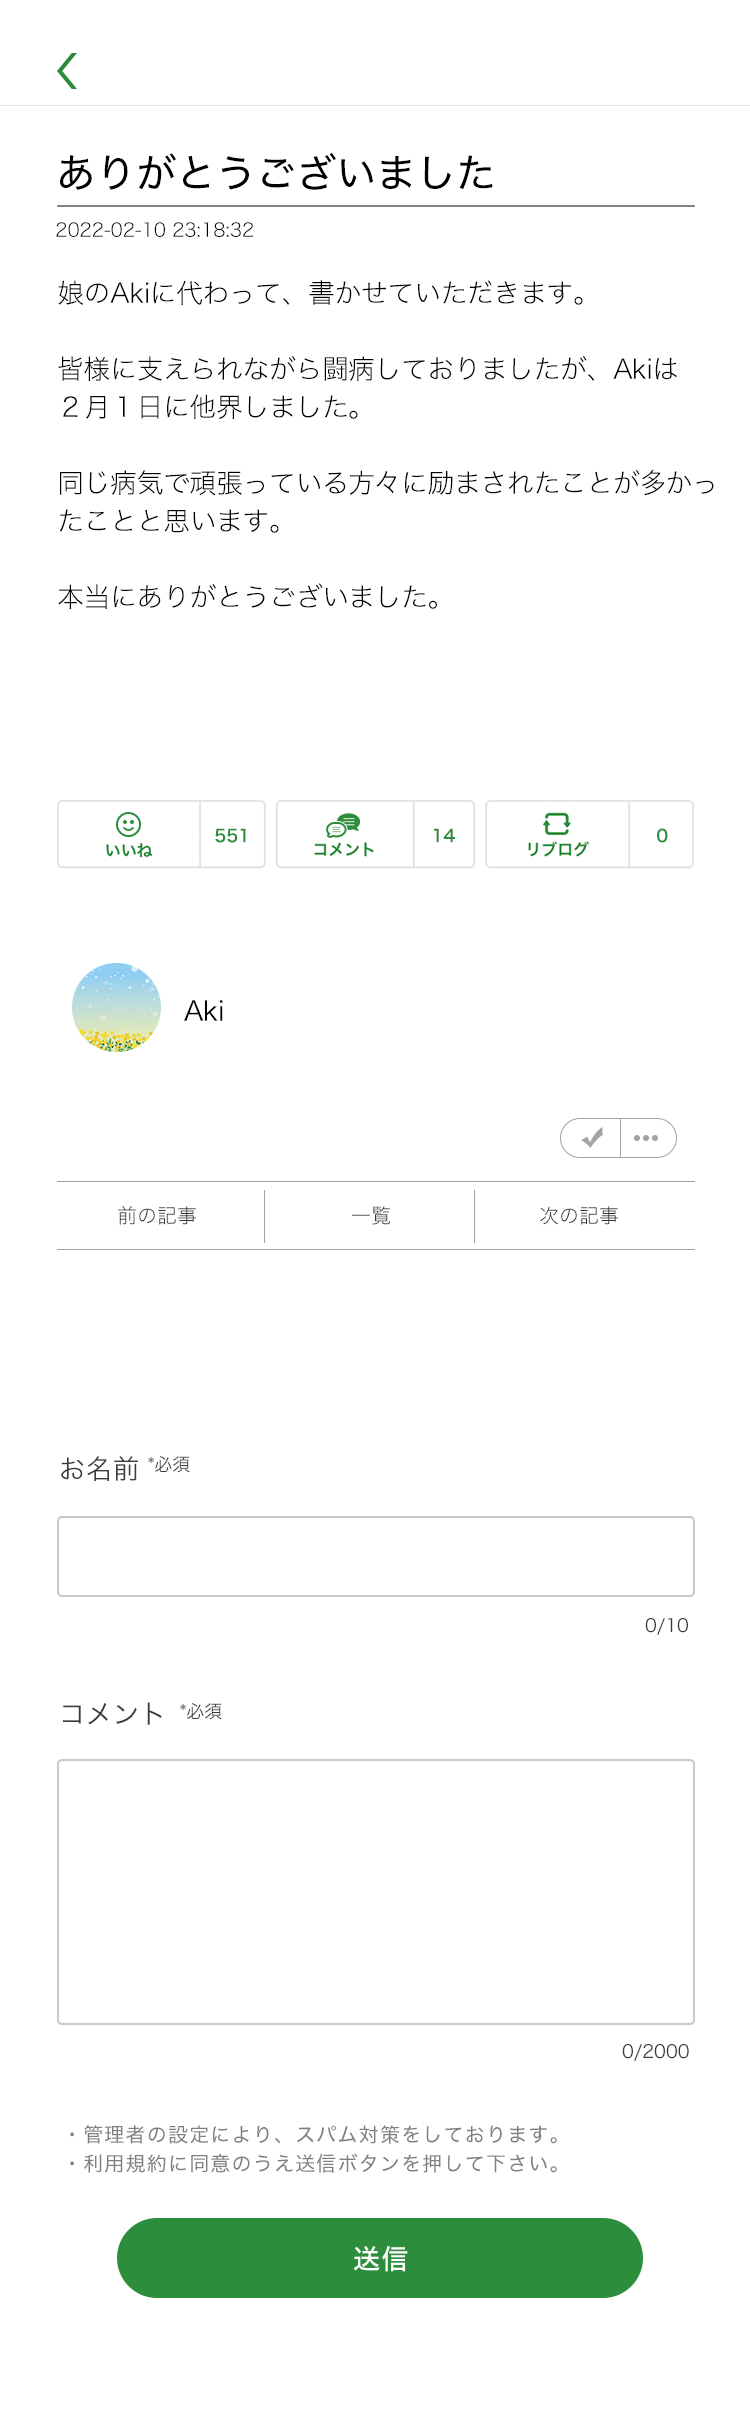 ありがとうございました
2022-02-10 23:18:32
娘のAkiに代わって、書かせていただきます。
皆様に支えられながら闘病しておりましたが、Akiは
２月１日に他界しました。
同じ病気で頑張っている方々に励まされたことが多かっ
たことと思います。
本当にありがとうございました。
いいね 551 コメント 14 リブログ 0
Aki
前の記事 一覧 次の記事
お名前 *必須
0/10
コメント *必須
0/2000
・管理者の設定により、スパム対策をしております。
・利用規約に同意のうえ送信ボタンを押して下さい。
送信